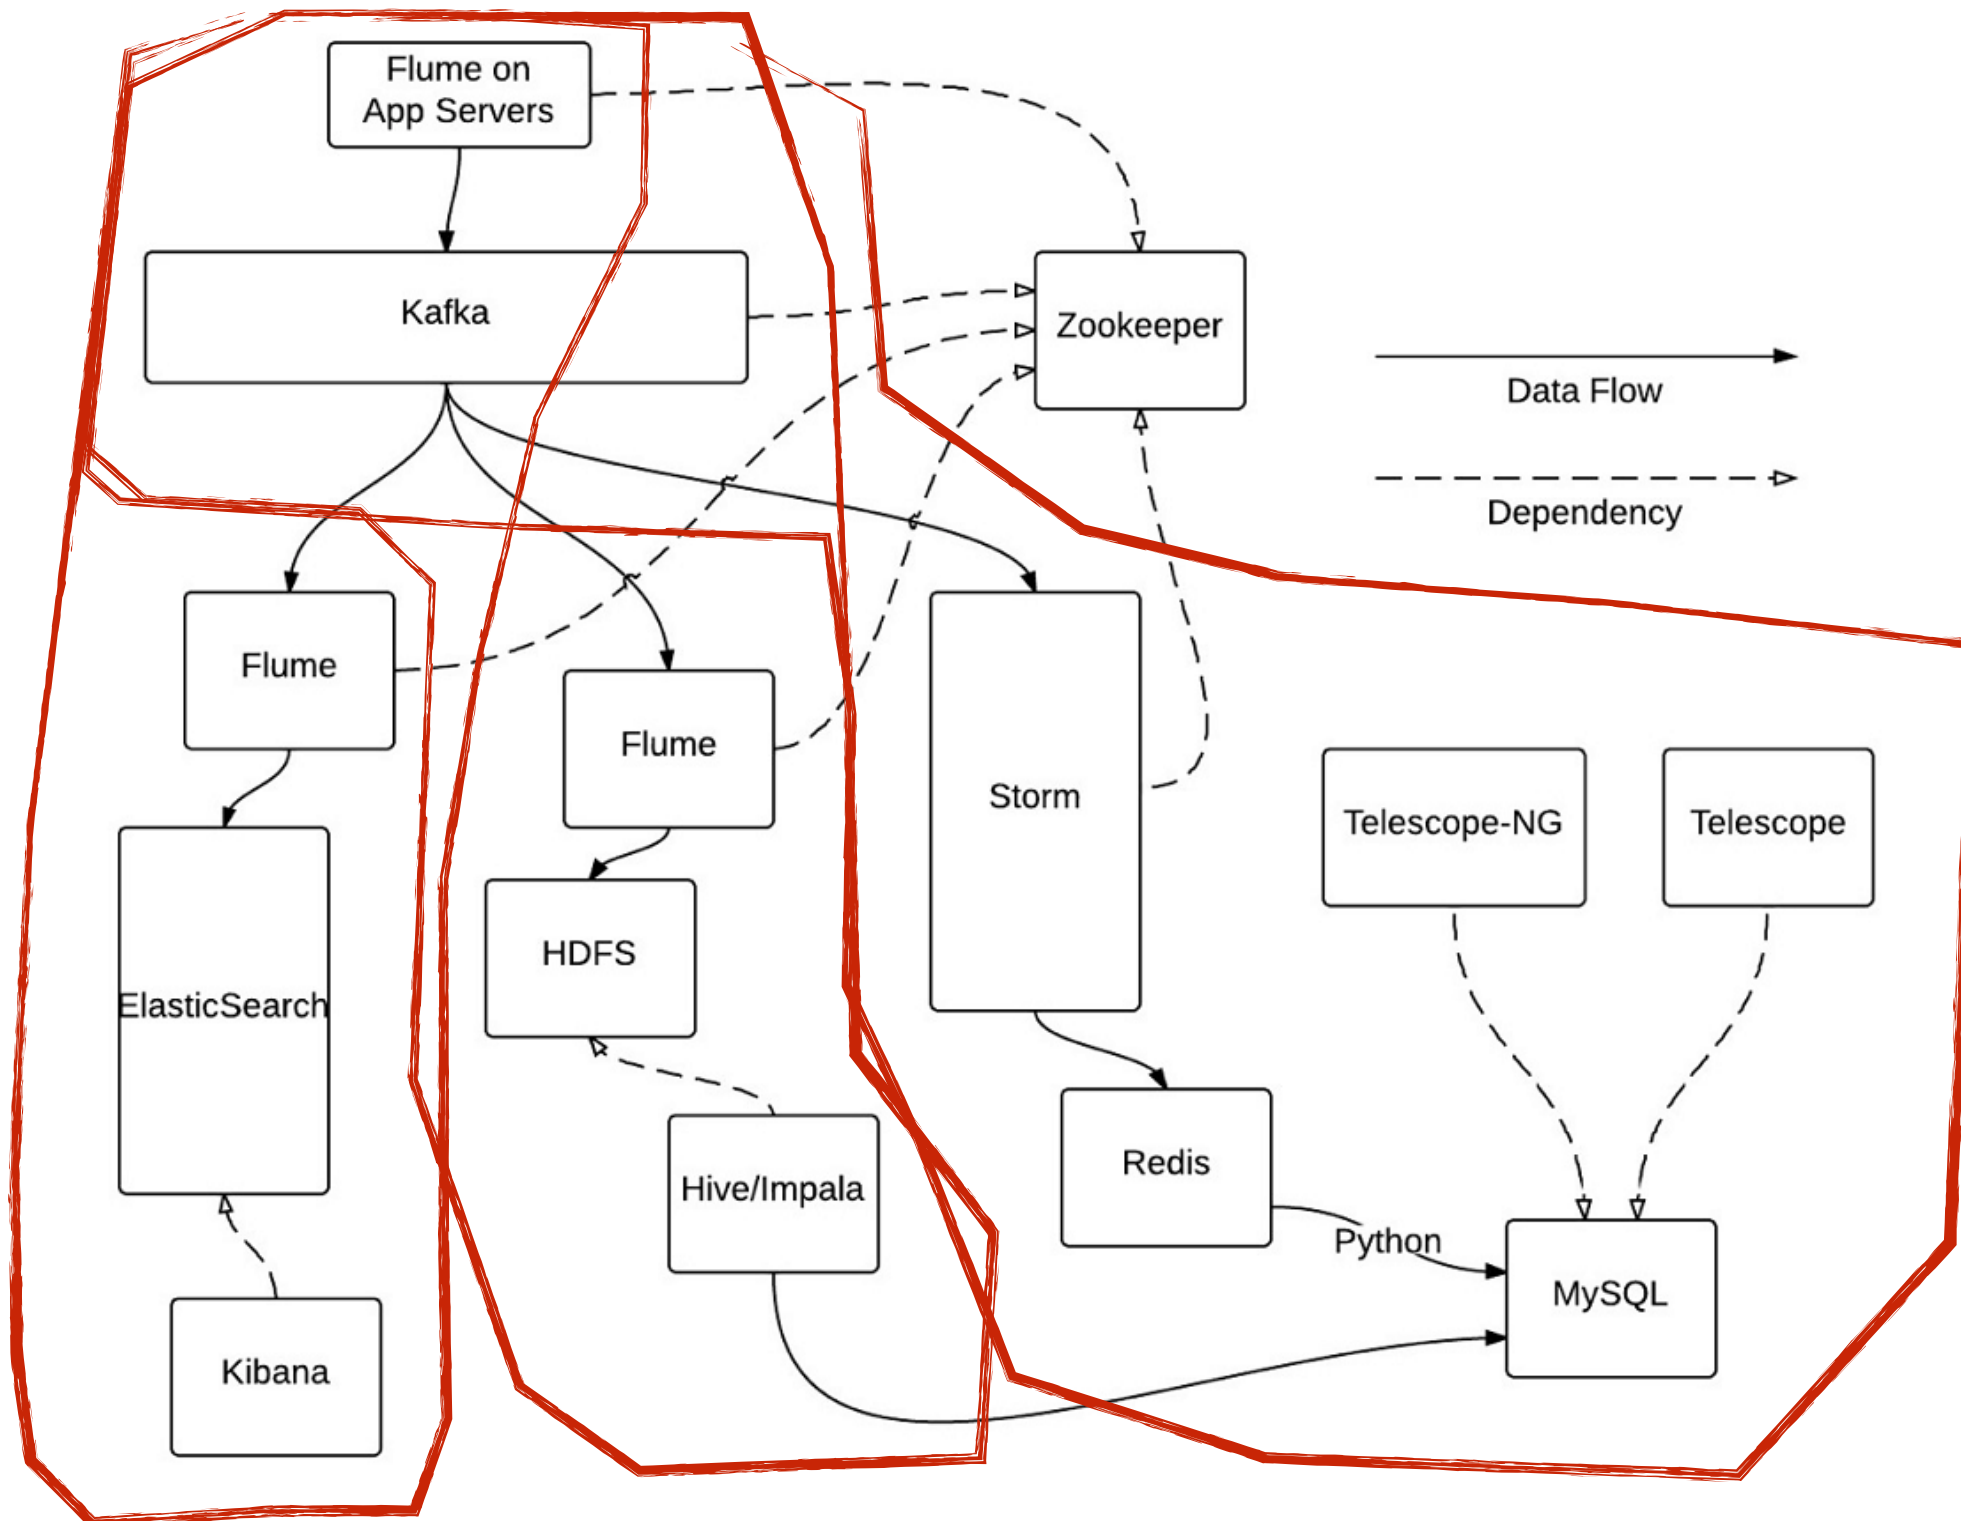 Flume on
App Servers
Kafka
Zookeeper
Data Flow
Dependency
Flume
Flume
Storm
Telescope-NG
Telescope
HDFS
ElasticSearch
Redis
Hive/Impala
Python
MySQL
Kibana